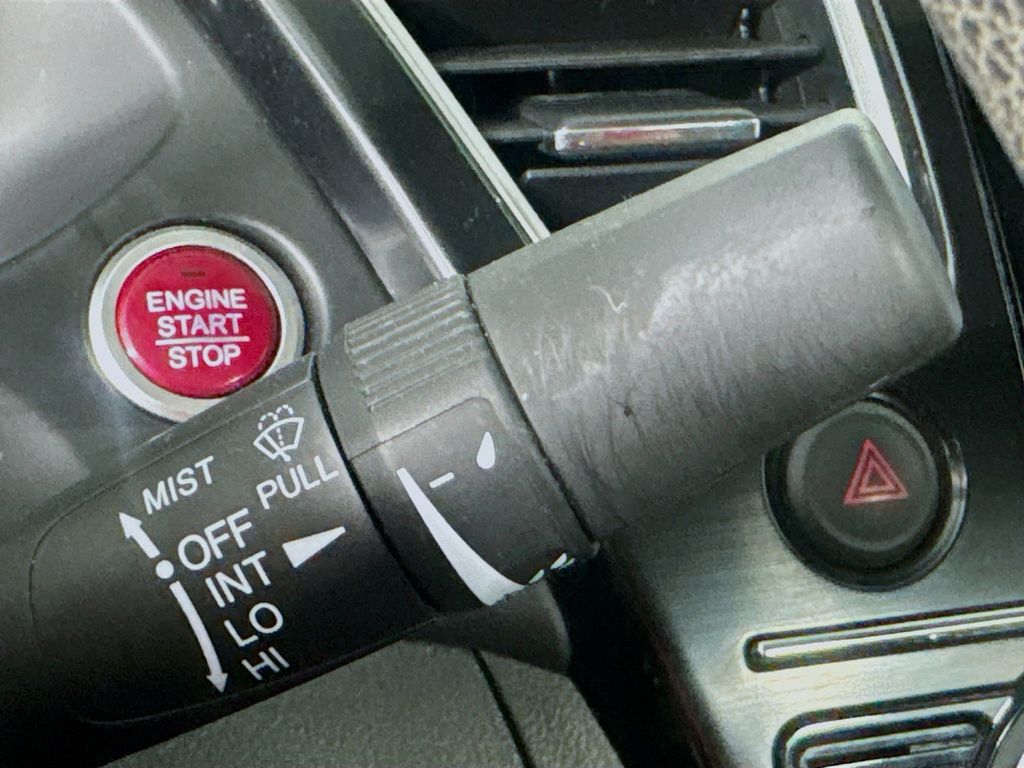 ENGINE
START
STOP
MIST
PULL
OFF
INT
LO
HI